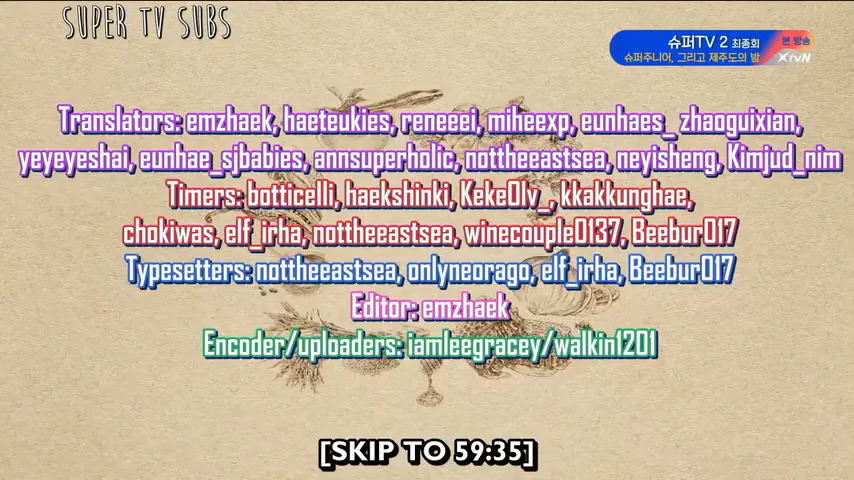 SUPER TV SUBS
슈퍼TV 2 최종회
본 방송
슈퍼주니어, 그리고 제주도의 밤
XtvN
Translators: emzhaek, haeteukies, reneeei, miheexp, eunhaes_ zhaoguixian,
yeyeyeshai, eunhae_sjbabies, annsuperholic, nottheeastsea, neyisheng, Kimjud_nim
Timers: botticelli, haekshinki, KekeOlv_, kkakkunghae,
chokiwas, elf_irha, nottheeastsea, winecouple0137, Beebur017
Typesetters: nottheeastsea, onlyneorago, elf_irha, Beebur017
Editor: emzhaek
Encoder/uploaders: iamleegracey/walkin1201
[SKIP TO 59:35]